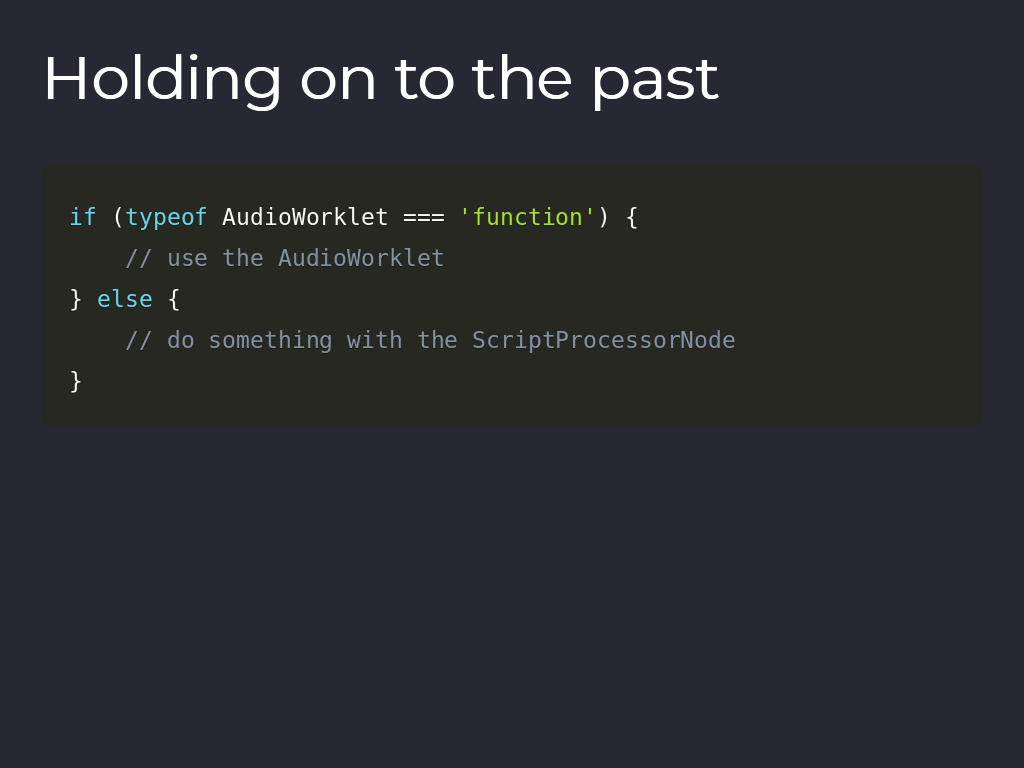 Holding on to the past
if (typeof AudioWorklet === 'function') {
    // use the AudioWorklet
} else {
    // do something with the ScriptProcessorNode
}